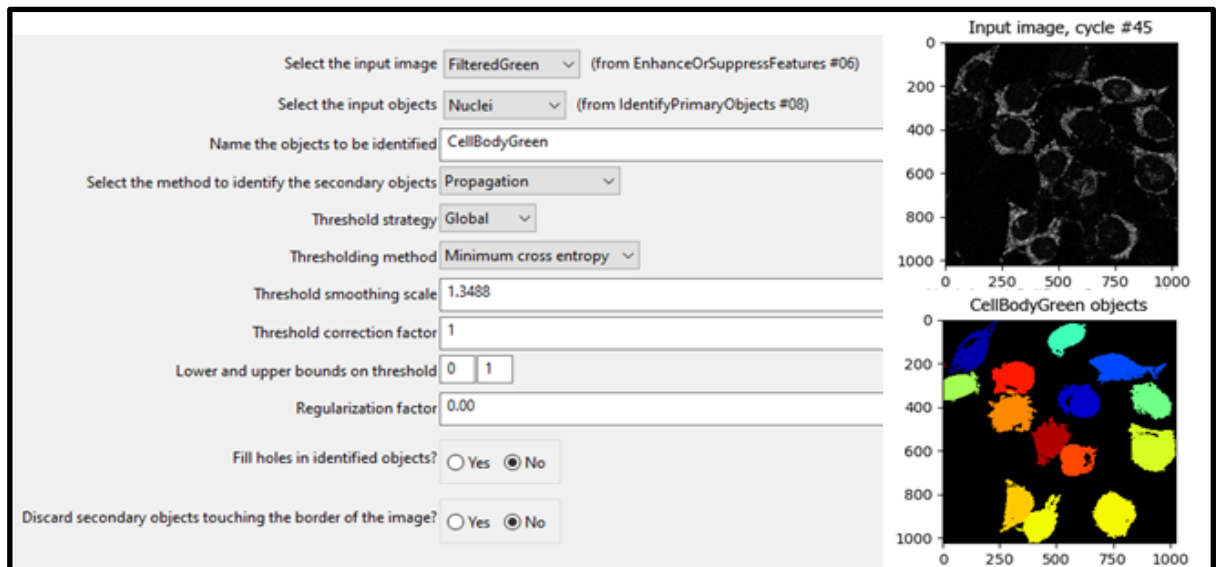 Select the input image FilteredGreen (from EnhanceOrSuppressFeatures #06)
Select the input objects Nuclei (from IdentifyPrimaryObjects #08)
Name the objects to be identified CellBodyGreen
Select the method to identify the secondary objects Propagation
Threshold strategy Global
Thresholding method Minimum cross entropy
Threshold smoothing scale 1.3488
Threshold correction factor 1
Lower and upper bounds on threshold 0 1
Regularization factor 0.00
Fill holes in identified objects? Yes No
Discard secondary objects touching the border of the image? Yes No
Input image, cycle #45
0
200
400
600
800
1000
0 250 500 750 1000
CellBodyGreen objects
0
200
400
600
800
1000
0 250 500 750 1000